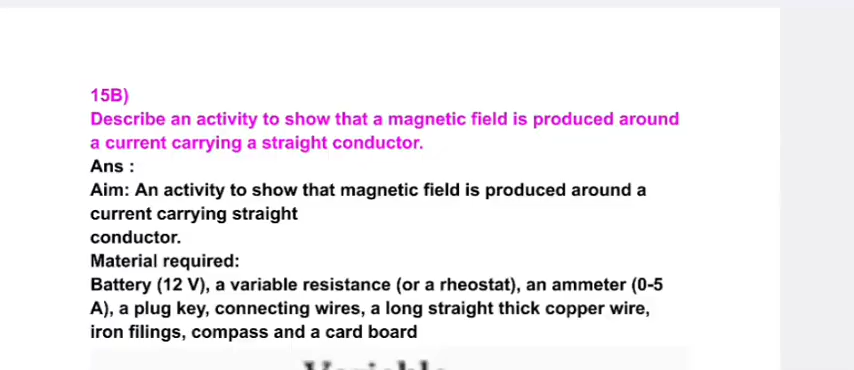 15B)
Describe an activity to show that a magnetic field is produced around
a current carrying a straight conductor.
Ans :
Aim: An activity to show that magnetic field is produced around a
current carrying straight
conductor.
Material required:
Battery (12 V), a variable resistance (or a rheostat), an ammeter (0-5
A), a plug key, connecting wires, a long straight thick copper wire,
iron filings, compass and a card board